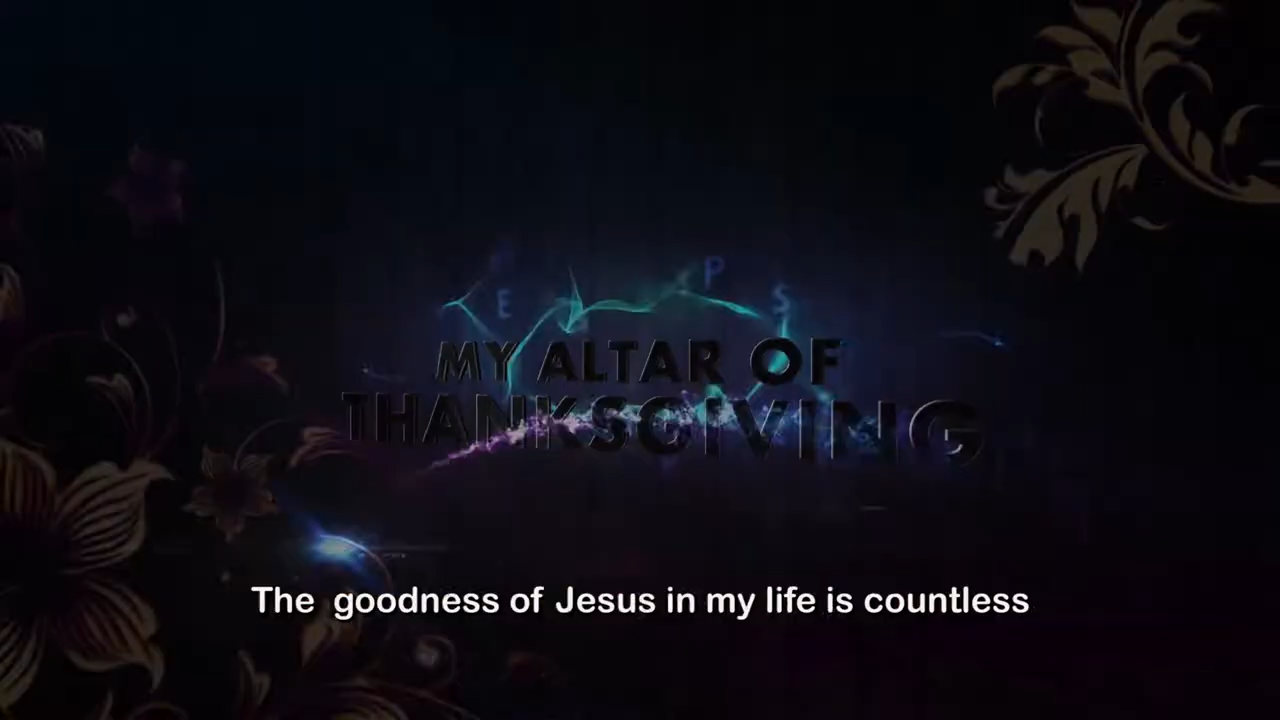 P
E
S
MY ALTAR OF
THANKSGIVING
The goodness of Jesus in my life is countless